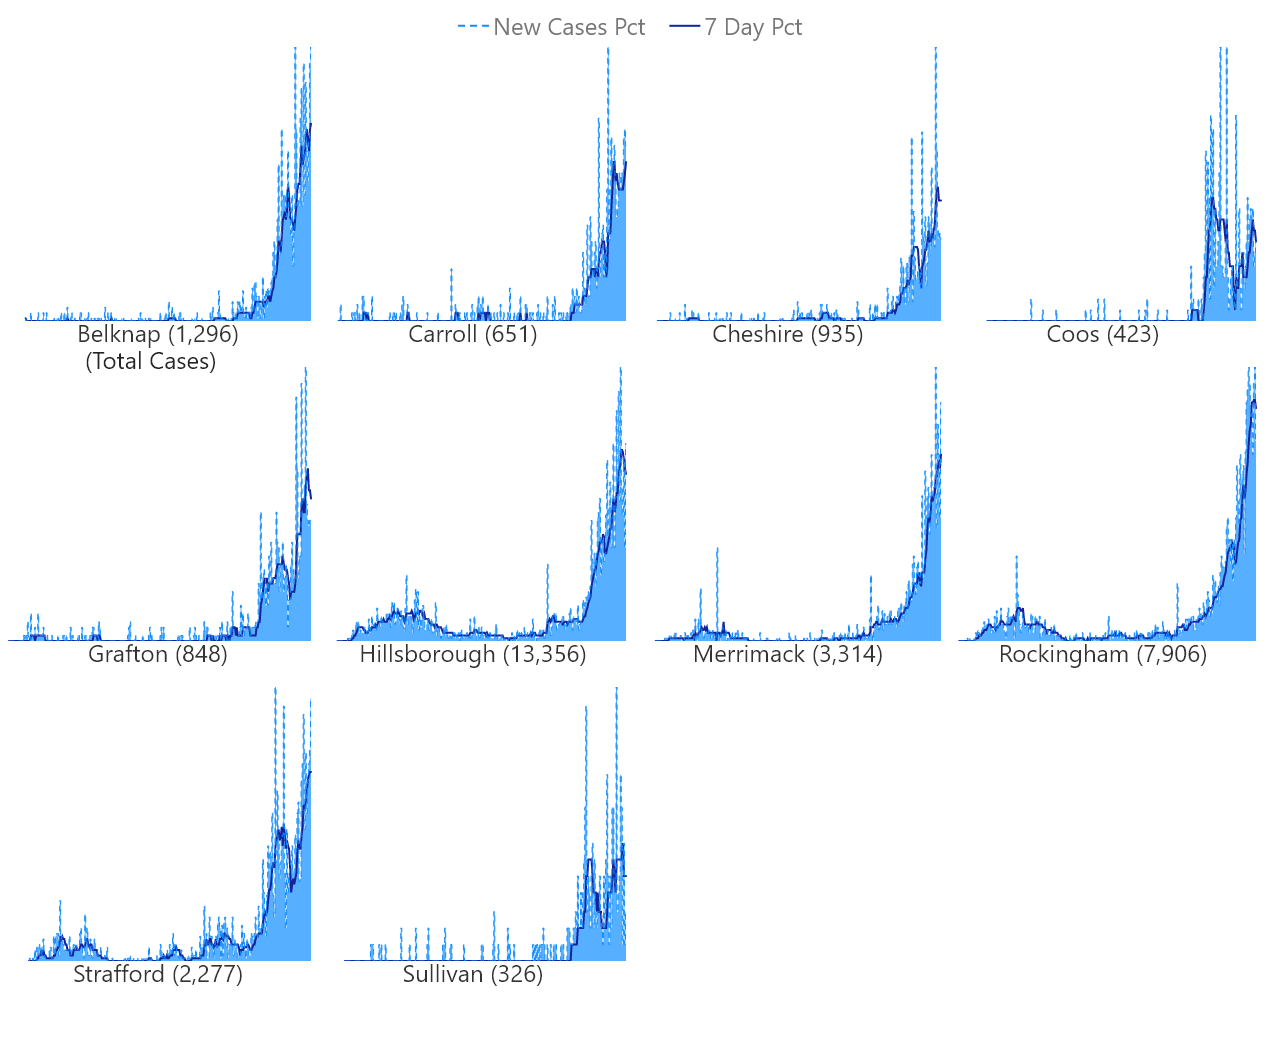 New Cases Pct 7 Day Pct
Belknap (1,296) Carroll (651) Cheshire (935) Coos (423)
(Total Cases)
Grafton (848) Hillsborough (13,356) Merrimack (3,314) Rockingham (7,906)
Strafford (2,277) Sullivan (326)